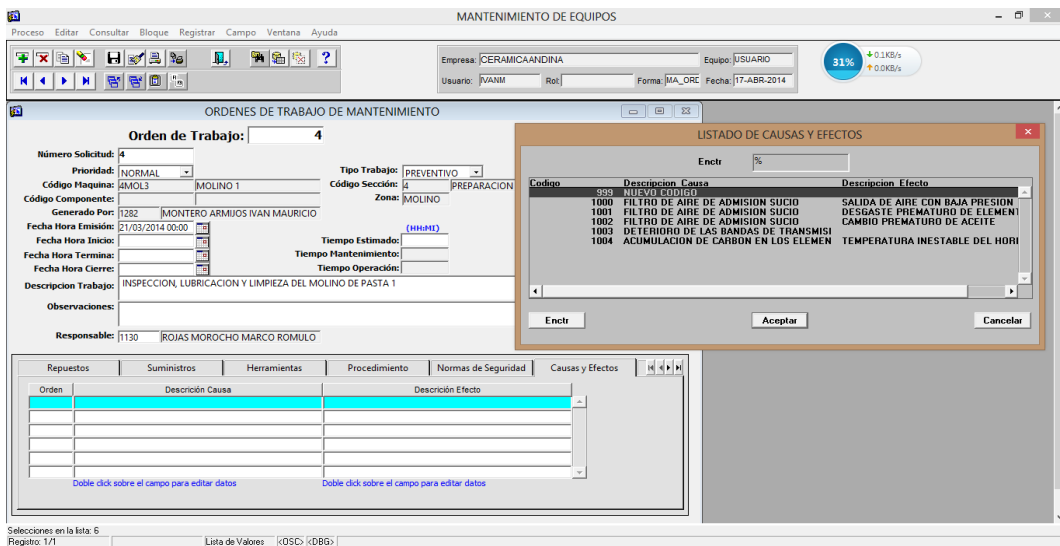 MANTENIMIENTO DE EQUIPOS
Proceso Editar Consultar Bloque Registrar Campo Ventana Ayuda
Empresa: CERAMICAANDINA Equipo: USUARIO
Usuario: IVANM Rol: Forma: MA_ORD Fecha: 17-ABR-2014
31% 0.1KB/s
0.0KB/s
ORDENES DE TRABAJO DE MANTENIMIENTO
Orden de Trabajo: 4
Número Solicitud: 4
Prioridad: NORMAL Tipo Trabajo: PREVENTIVO
Código Maquina: 4MOL3 MOLINO 1 Código Sección: 4 PREPARACION
Código Componente: Zona: MOLINO
Generado Por: 1282 MONTERO ARMIJOS IVAN MAURICIO
Fecha Hora Emisión: 21/03/2014 00:00 (HH:MI)
Fecha Hora Inicio: Tiempo Estimado:
Fecha Hora Termina: Tiempo Mantenimiento:
Fecha Hora Cierre: Tiempo Operación:
Descripcion Trabajo: INSPECCION, LUBRICACION Y LIMPIEZA DEL MOLINO DE PASTA 1
Observaciones:
Responsable: 1130 ROJAS MOROCHO MARCO ROMULO
LISTADO DE CAUSAS Y EFECTOS
Enctr %
Codigo Descripcion Causa Descripcion Efecto
999 NUEVO CODIGO
1000 FILTRO DE AIRE DE ADMISION SUCIO SALIDA DE AIRE CON BAJA PRESION
1001 FILTRO DE AIRE DE ADMISION SUCIO DESGASTE PREMATURO DE ELEMENT
1002 FILTRO DE AIRE DE ADMISION SUCIO CAMBIO PREMATURO DE ACEITE
1003 DETERIORO DE LAS BANDAS DE TRANSMISI
1004 ACUMULACION DE CARBON EN LOS ELEMEN TEMPERATURA INESTABLE DEL HORI
Enctr Aceptar Cancelar
Repuestos Suministros Herramientas Procedimiento Normas de Seguridad Causas y Efectos
Orden Descrición Causa Descrición Efecto
Doble click sobre el campo para editar datos Doble click sobre el campo para editar datos
Selecciones en la lista: 6
Registro: 1/1 Lista de Valores <OSC> <DBG>